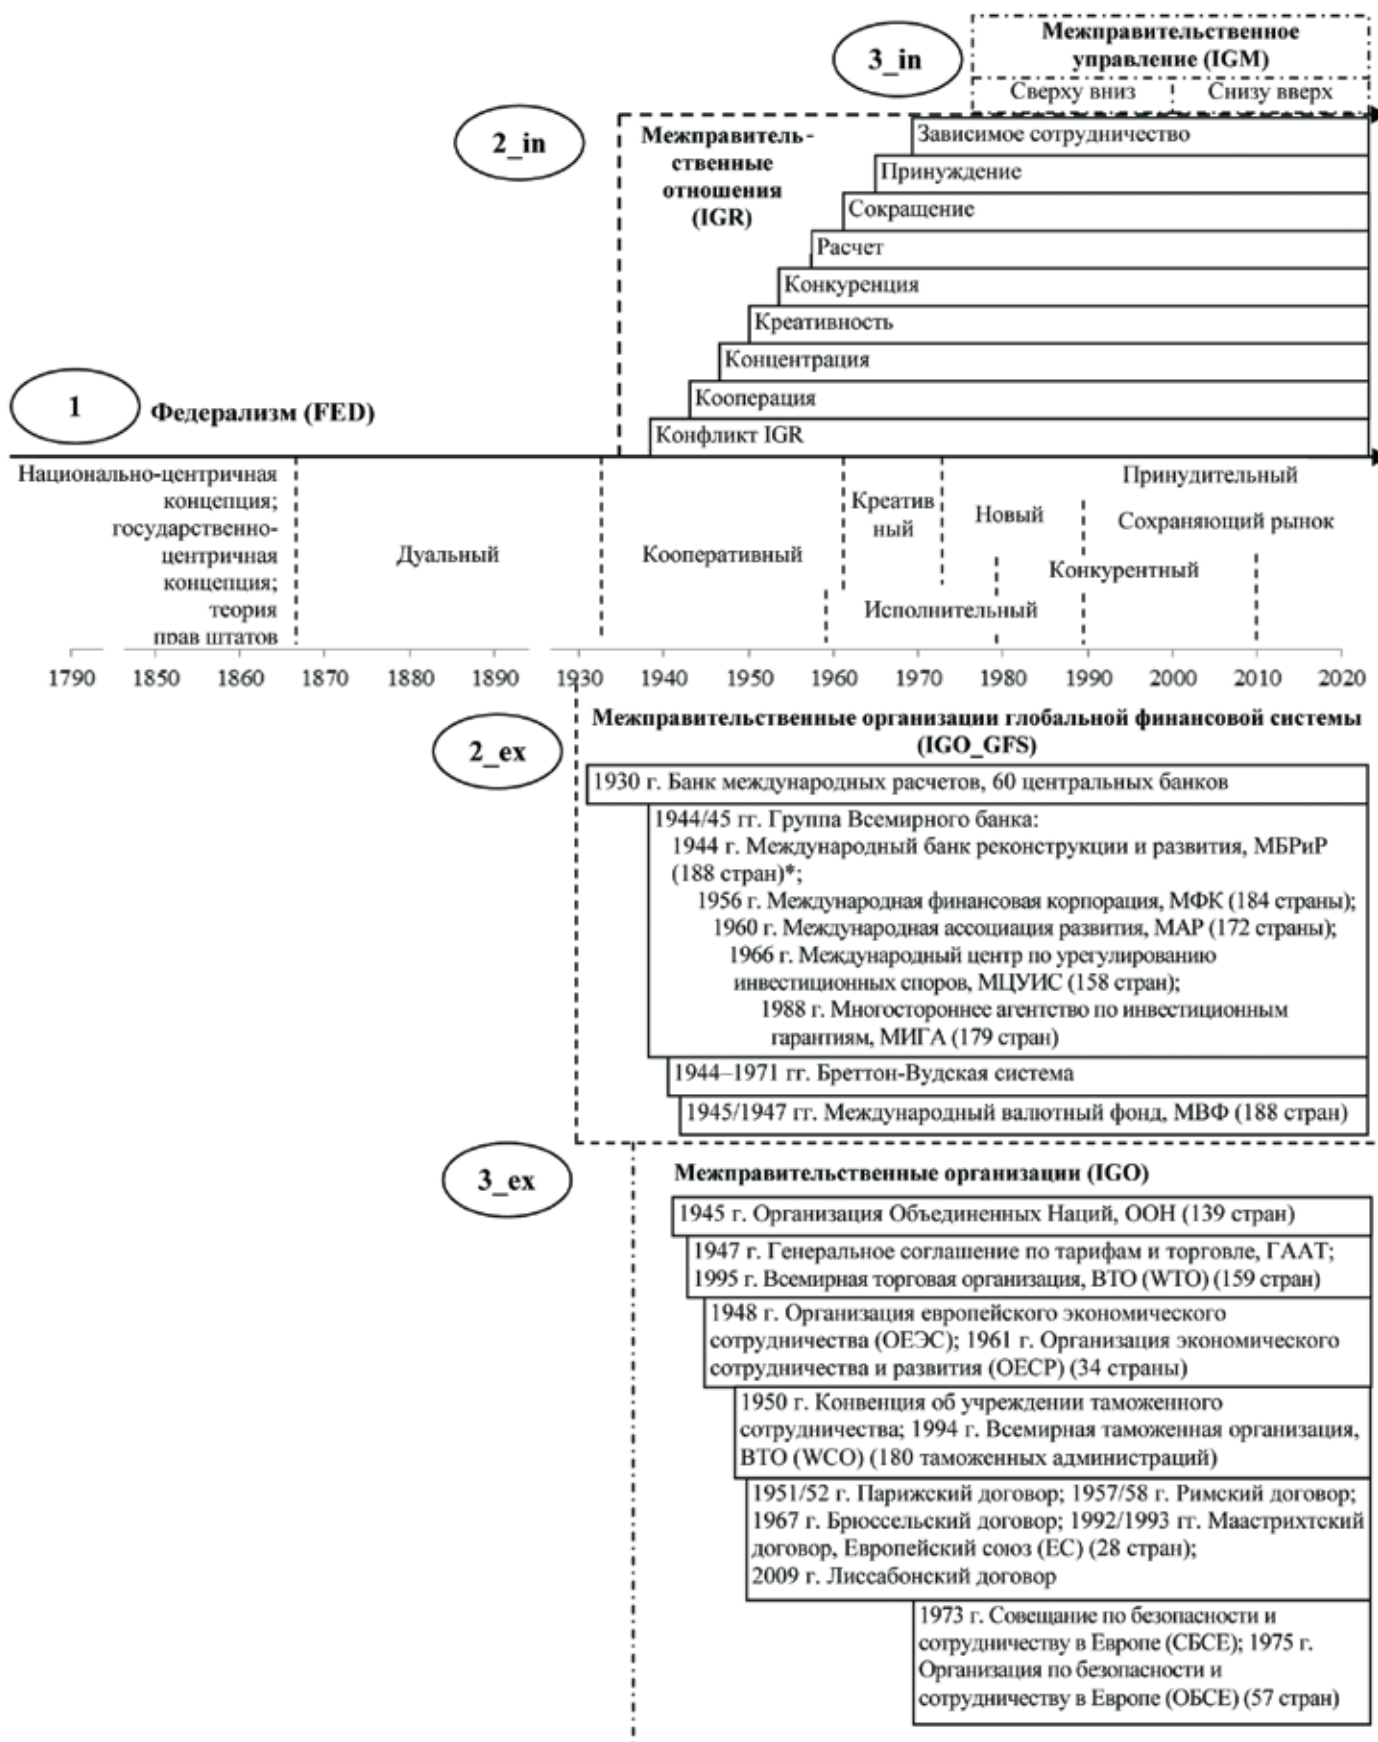 3_in
Межправительственное
управление (IGM)
Сверху вниз
Снизу вверх
2_in
Межправитель-
ственные
отношения
(IGR)
Зависимое сотрудничество
Принуждение
Сокращение
Расчет
Конкуренция
Креативность
Концентрация
Кооперация
Конфликт IGR
1
Федерализм (FED)
Национально-центричная
концепция;
государственно-
центричная
концепция;
теория
прав штатов
Дуальный
Кооперативный
Креатив
ный
Новый
Принудительный
Сохраняющий рынок
Конкурентный
Исполнительный
1790 1850 1860 1870 1880 1890 1930 1940 1950 1960 1970 1980 1990 2000 2010 2020
2_ex
Межправительственные организации глобальной финансовой системы
(IGO_GFS)
1930 г. Банк международных расчетов, 60 центральных банков
1944/45 гг. Группа Всемирного банка:
1944 г. Международный банк реконструкции и развития, МБРиР
(188 стран)*;
1956 г. Международная финансовая корпорация, МФК (184 страны);
1960 г. Международная ассоциация развития, МАР (172 страны);
1966 г. Международный центр по урегулированию
инвестиционных споров, МЦУИС (158 стран);
1988 г. Многостороннее агентство по инвестиционным
гарантиям, МИГА (179 стран)
1944–1971 гг. Бреттон-Вудская система
1945/1947 гг. Международный валютный фонд, МВФ (188 стран)
3_ex
Межправительственные организации (IGO)
1945 г. Организация Объединенных Наций, ООН (139 стран)
1947 г. Генеральное соглашение по тарифам и торговле, ГААТ;
1995 г. Всемирная торговая организация, ВТО (WTO) (159 стран)
1948 г. Организация европейского экономического
сотрудничества (ОЕЭС); 1961 г. Организация экономического
сотрудничества и развития (ОЕСР) (34 страны)
1950 г. Конвенция об учреждении таможенного
сотрудничества; 1994 г. Всемирная таможенная организация,
ВТО (WCO) (180 таможенных администраций)
1951/52 г. Парижский договор; 1957/58 г. Римский договор;
1967 г. Брюссельский договор; 1992/1993 гг. Маастрихтский
договор, Европейский союз (ЕС) (28 стран);
2009 г. Лиссабонский договор
1973 г. Совещание по безопасности и
сотрудничеству в Европе (СБСЕ); 1975 г.
Организация по безопасности и
сотрудничеству в Европе (ОБСЕ) (57 стран)